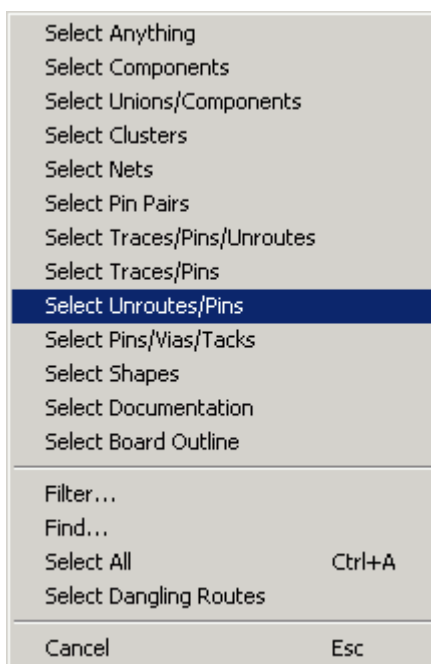 Select Anything
Select Components
Select Unions/Components
Select Clusters
Select Nets
Select Pin Pairs
Select Traces/Pins/Unroutes
Select Traces/Pins
Select Unroutes/Pins
Select Pins/Vias/Tacks
Select Shapes
Select Documentation
Select Board Outline
Filter...
Find...
Select All Ctrl+A
Select Dangling Routes
Cancel Esc